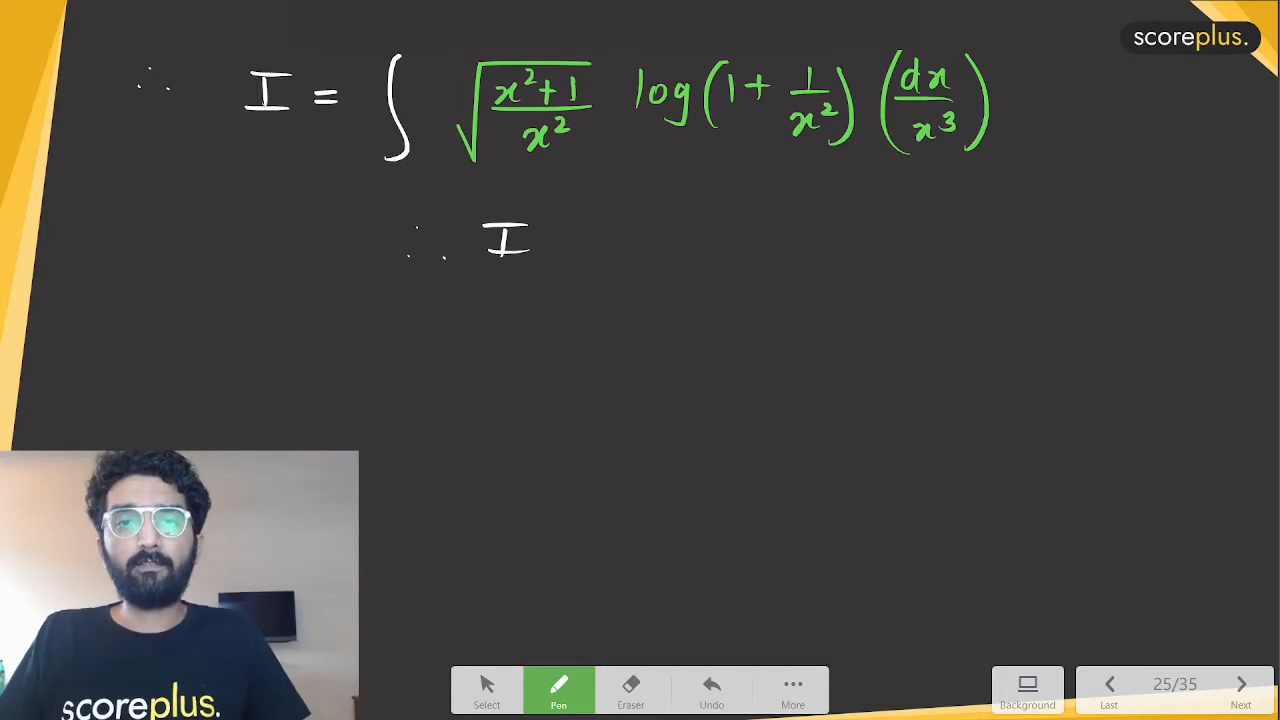 scoreplus.
∴ I = ∫ √((x²+1)/x²) log(1 + 1/x²) (dx/x³)
∴ I
scoreplus.
Select Pen Eraser Undo More Background Last 25/35 Next